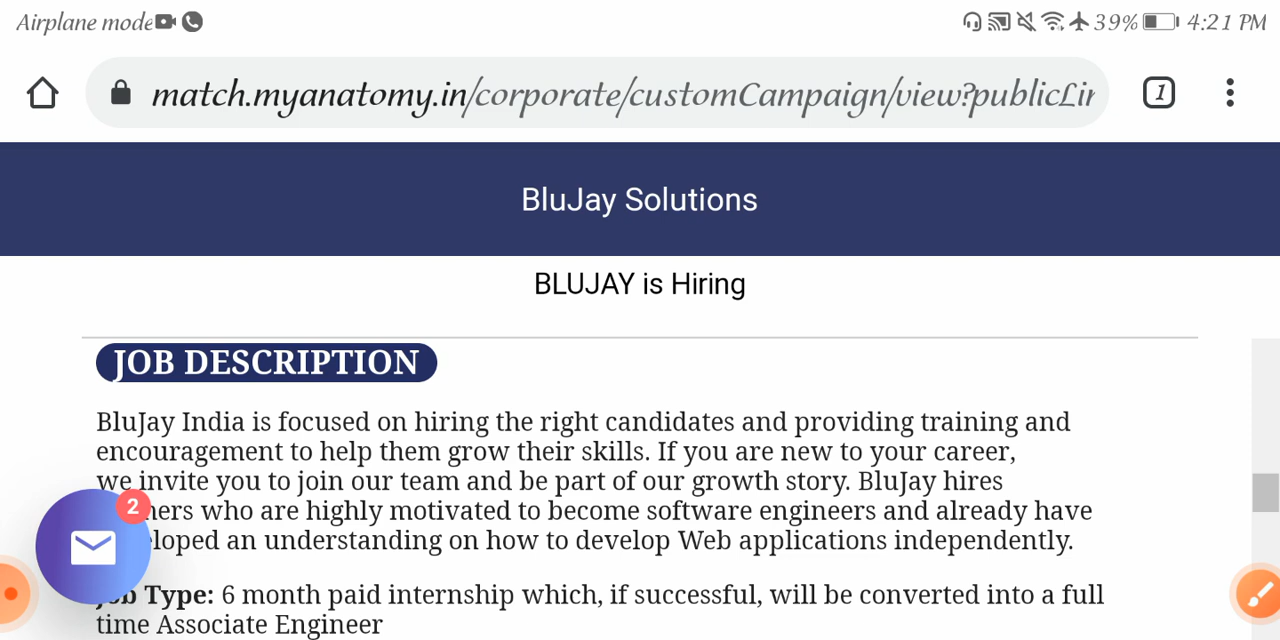 Airplane mode 39% 4:21 PM
match.myanatomy.in/corporate/customCampaign/view?publicLin
1
BluJay Solutions
BLUJAY is Hiring
JOB DESCRIPTION
BluJay India is focused on hiring the right candidates and providing training and
encouragement to help them grow their skills. If you are new to your career,
we invite you to join our team and be part of our growth story. BluJay hires
who are highly motivated to become software engineers and already have
an understanding on how to develop Web applications independently.
2
Job Type: 6 month paid internship which, if successful, will be converted into a full
time Associate Engineer